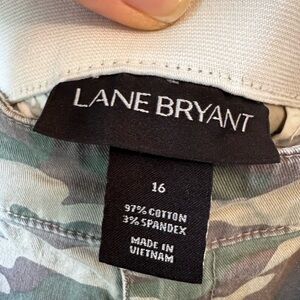 LANE BRYANT
16
97% COTTON
3% SPANDEX
MADE IN
VIETNAM